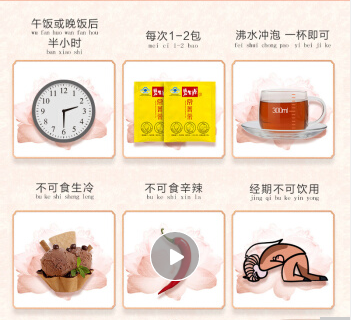 午饭或晚饭后
wu fan huo wan fan hou
半小时
ban xiao shi
每次1-2包
mei ci 1-2 bao
沸水冲泡 一杯即可
fei shui chong pao yi bei ji ke
300ml
不可食生冷
bu ke shi sheng leng
不可食辛辣
bu ke shi xin la
经期不可饮用
jing qi bu ke yin yong